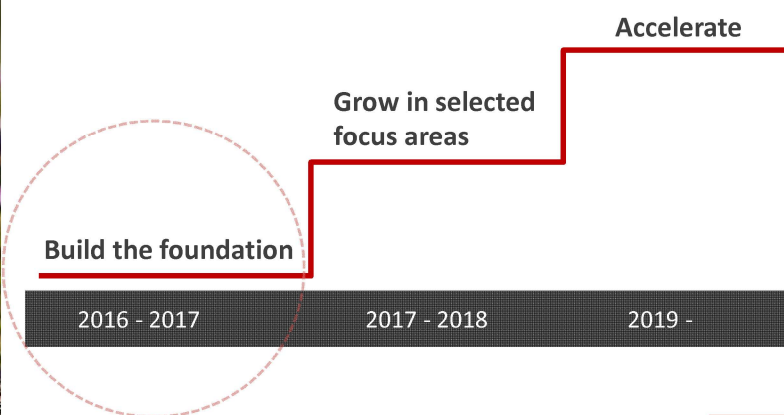 Accelerate
Grow in selected
focus areas
Build the foundation
2016 - 2017
2017 - 2018
2019 -